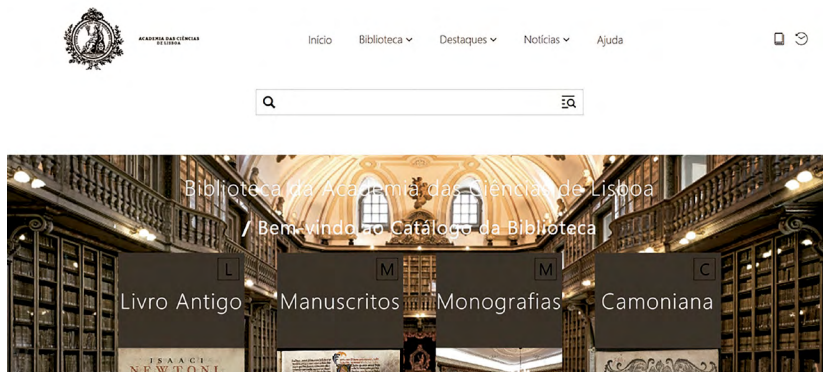 ACADEMIA DAS CIÊNCIAS
DE LISBOA
Início Biblioteca Destaques Notícias Ajuda
Biblioteca da Academia das Ciências de Lisboa
/ Bem-vindo ao Catálogo da Biblioteca
L M M C
Livro Antigo Manuscritos Monografias Camoniana
ISAACI
NEWTONI